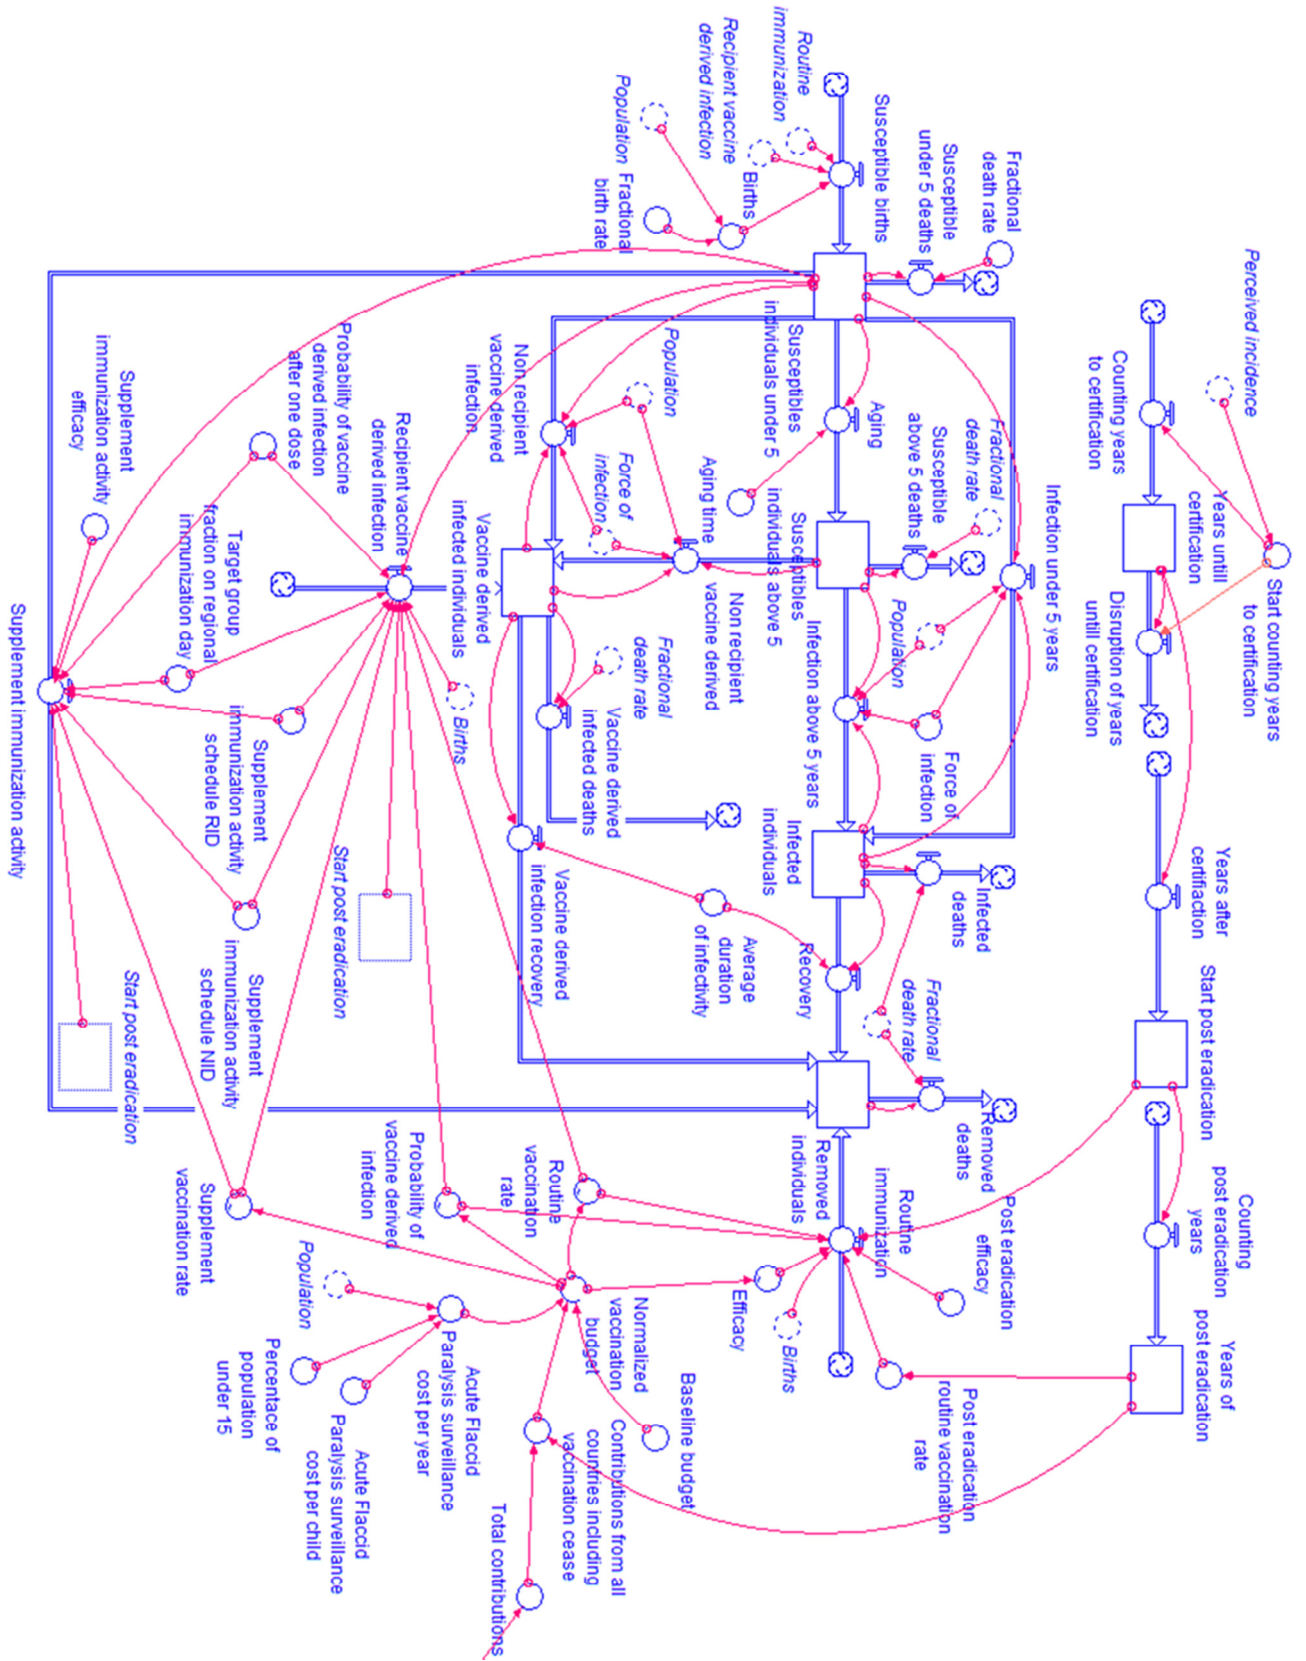 Perceived incidence
Start counting years
to certification
Counting years
to certification
Years untill
certification
Disruption of years
untill certification
Years after
certifiaction
Start post eradication
Counting
post eradication
years
Years of
post eradication
Fractional
death rate
Susceptible
under 5 deaths
Susceptible births
Routine
immunization
Recipient vaccine
derived infection
Births
Population
Fractional
birth rate
Susceptibles
individuals under 5
Aging
Aging time
Fractional
death rate
Susceptible
above 5 deaths
Susceptibles
individuals above 5
Infection under 5 years
Population
Infection above 5 years
Force of
infection
Infected
individuals
Infected
deaths
Recovery
Average
duration
of infectivity
Fractional
death rate
Removed
deaths
Removed
individuals
Routine
immunization
Post eradication
efficacy
Post eradication
routine vaccination
rate
Births
Efficacy
Population
Force of
infection
Non recipient
vaccine derived
infection
Non recipient
vaccine derived
Vaccine derived
infected individuals
Fractional
death rate
Vaccine derived
infected deaths
Vaccine derived
infection recovery
Recipient vaccine
derived infection
Births
Probability of vaccine
derived infection
after one dose
Supplement
immunization activity
efficacy
Target group
fraction on regional
immunization day
Supplement
immunization activity
schedule RID
Supplement
immunization activity
schedule NID
Start post eradication
Start post eradication
Supplement immunization activity
Supplement
vaccination rate
Probability of
vaccine derived
infection
Routine
vaccination
rate
Normalized
vaccination
budget
Baseline budget
Contributions from all
countries including
vaccination cease
Total contributions
Population
Acute Flaccid
Paralysis surveillance
cost per year
Acute Flaccid
Paralysis surveillance
cost per child
Percentace of
population
under 15